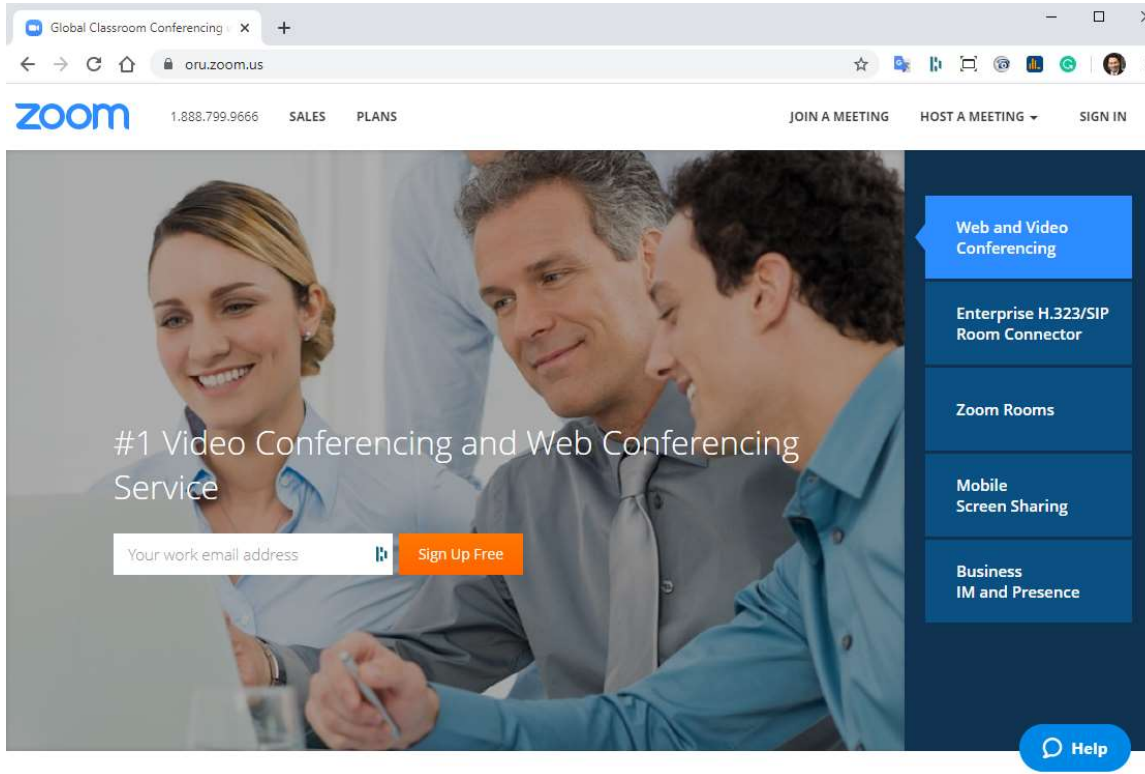 Global Classroom Conferencing
oru.zoom.us
zoom
1.888.799.9666 SALES PLANS JOIN A MEETING HOST A MEETING SIGN IN
#1 Video Conferencing and Web Conferencing
Service
Your work email address
Sign Up Free
Web and Video
Conferencing
Enterprise H.323/SIP
Room Connector
Zoom Rooms
Mobile
Screen Sharing
Business
IM and Presence
Help